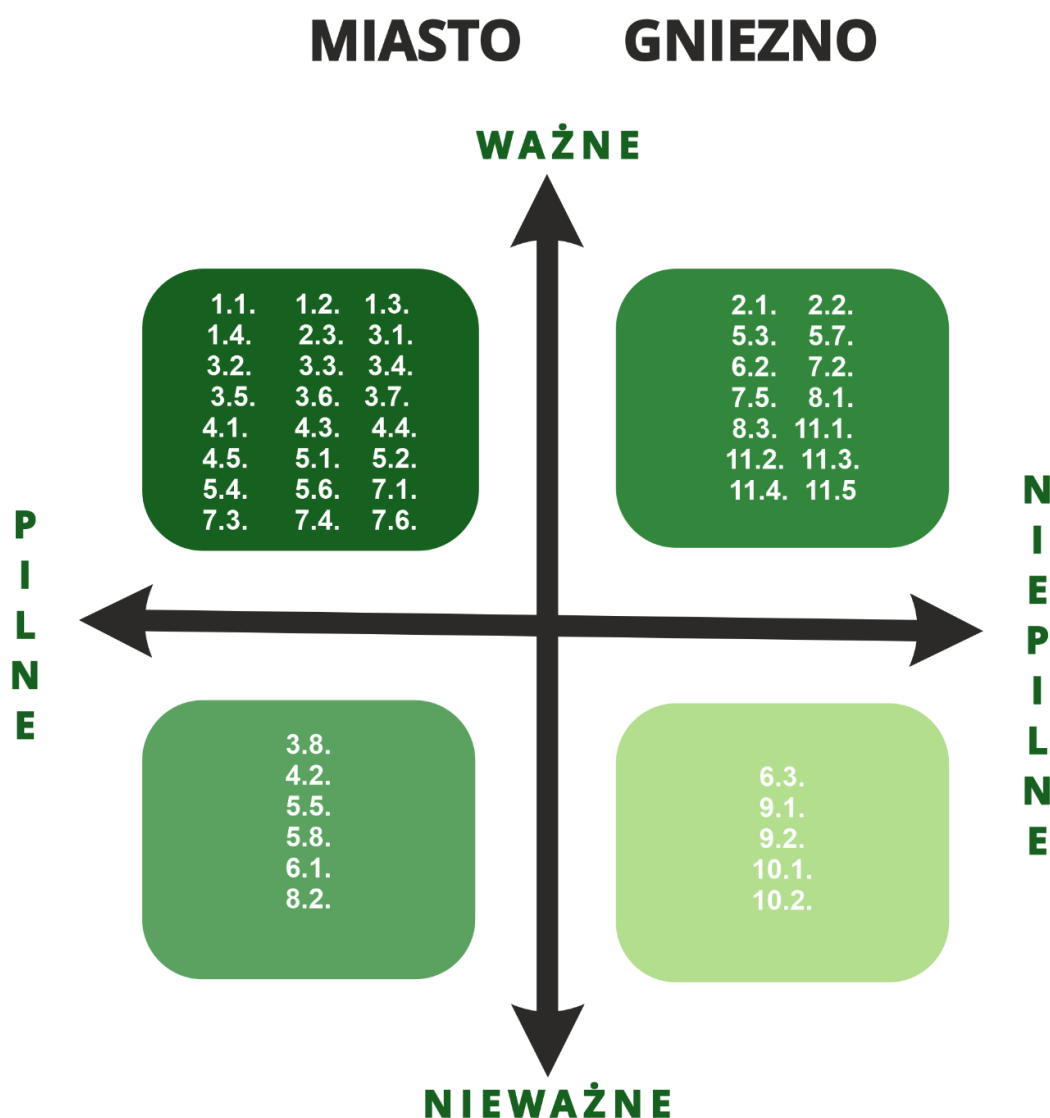 MIASTO GNIEZNO
WAŻNE
1.1. 1.2. 1.3.
1.4. 2.3. 3.1.
3.2. 3.3. 3.4.
3.5. 3.6. 3.7.
4.1. 4.3. 4.4.
4.5. 5.1. 5.2.
5.4. 5.6. 7.1.
7.3. 7.4. 7.6.
2.1. 2.2.
5.3. 5.7.
6.2. 7.2.
7.5. 8.1.
8.3. 11.1.
11.2. 11.3.
11.4. 11.5
PILNE
NIEPILNE
3.8.
4.2.
5.5.
5.8.
6.1.
8.2.
6.3.
9.1.
9.2.
10.1.
10.2.
NIEWAŻNE